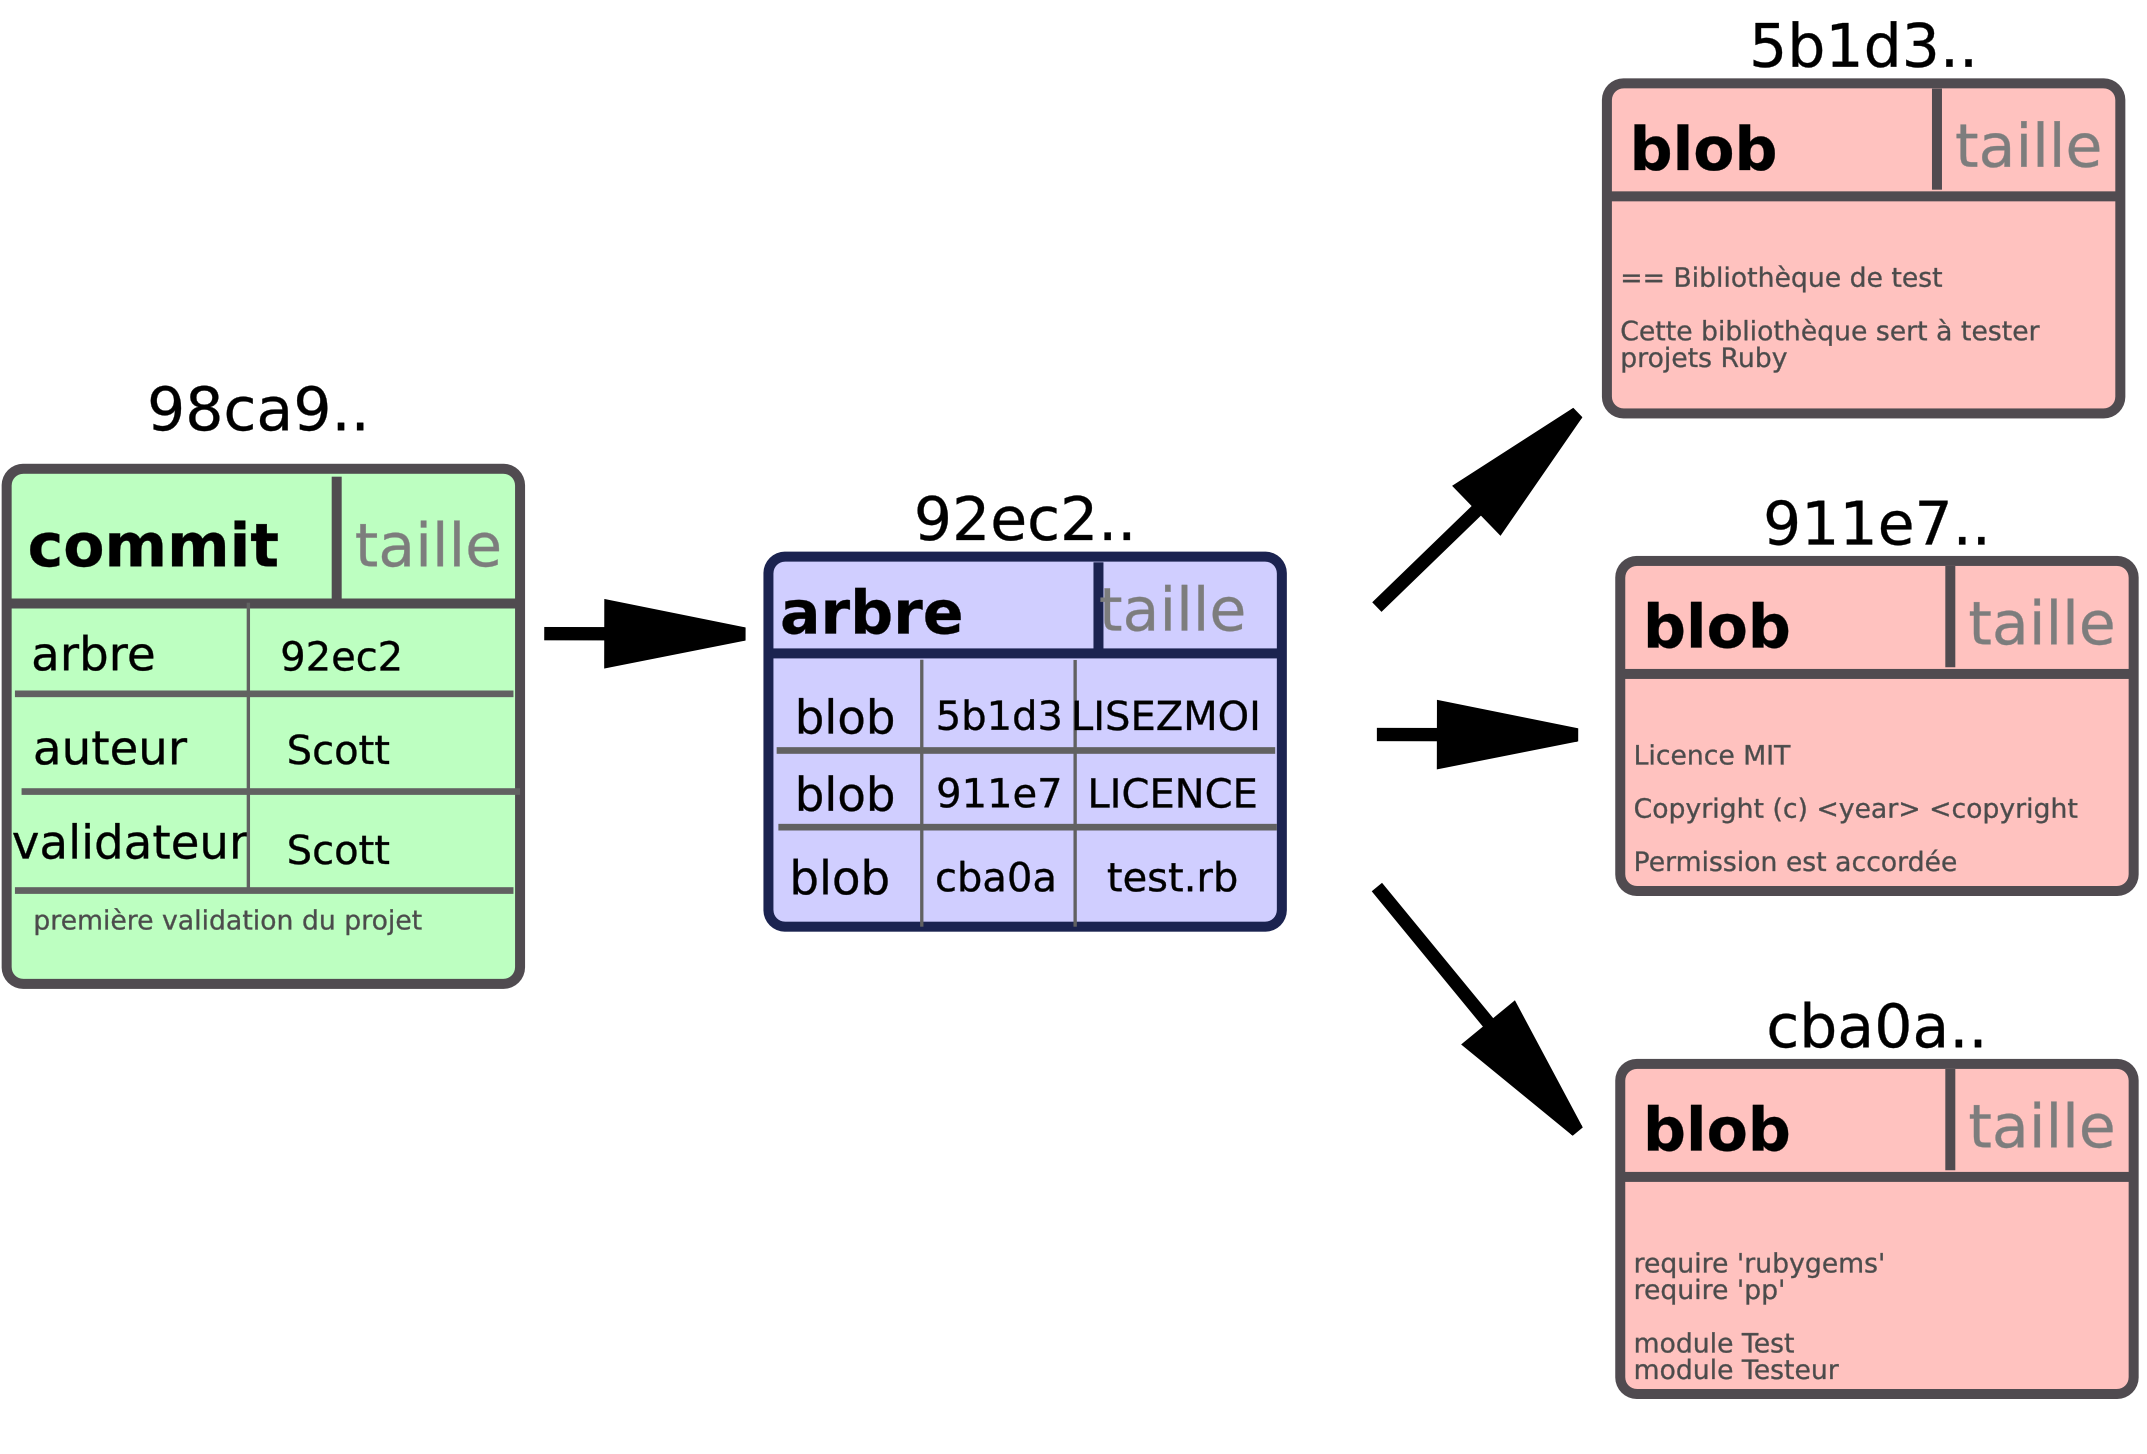 98ca9..
commit taille
arbre 92ec2
auteur Scott
validateur Scott
première validation du projet
92ec2..
arbre taille
blob 5b1d3 LISEZMOI
blob 911e7 LICENCE
blob cba0a test.rb
5b1d3..
blob taille
== Bibliothèque de test
Cette bibliothèque sert à tester
projets Ruby
911e7..
blob taille
Licence MIT
Copyright (c) <year> <copyright
Permission est accordée
cba0a..
blob taille
require 'rubygems'
require 'pp'
module Test
module Testeur